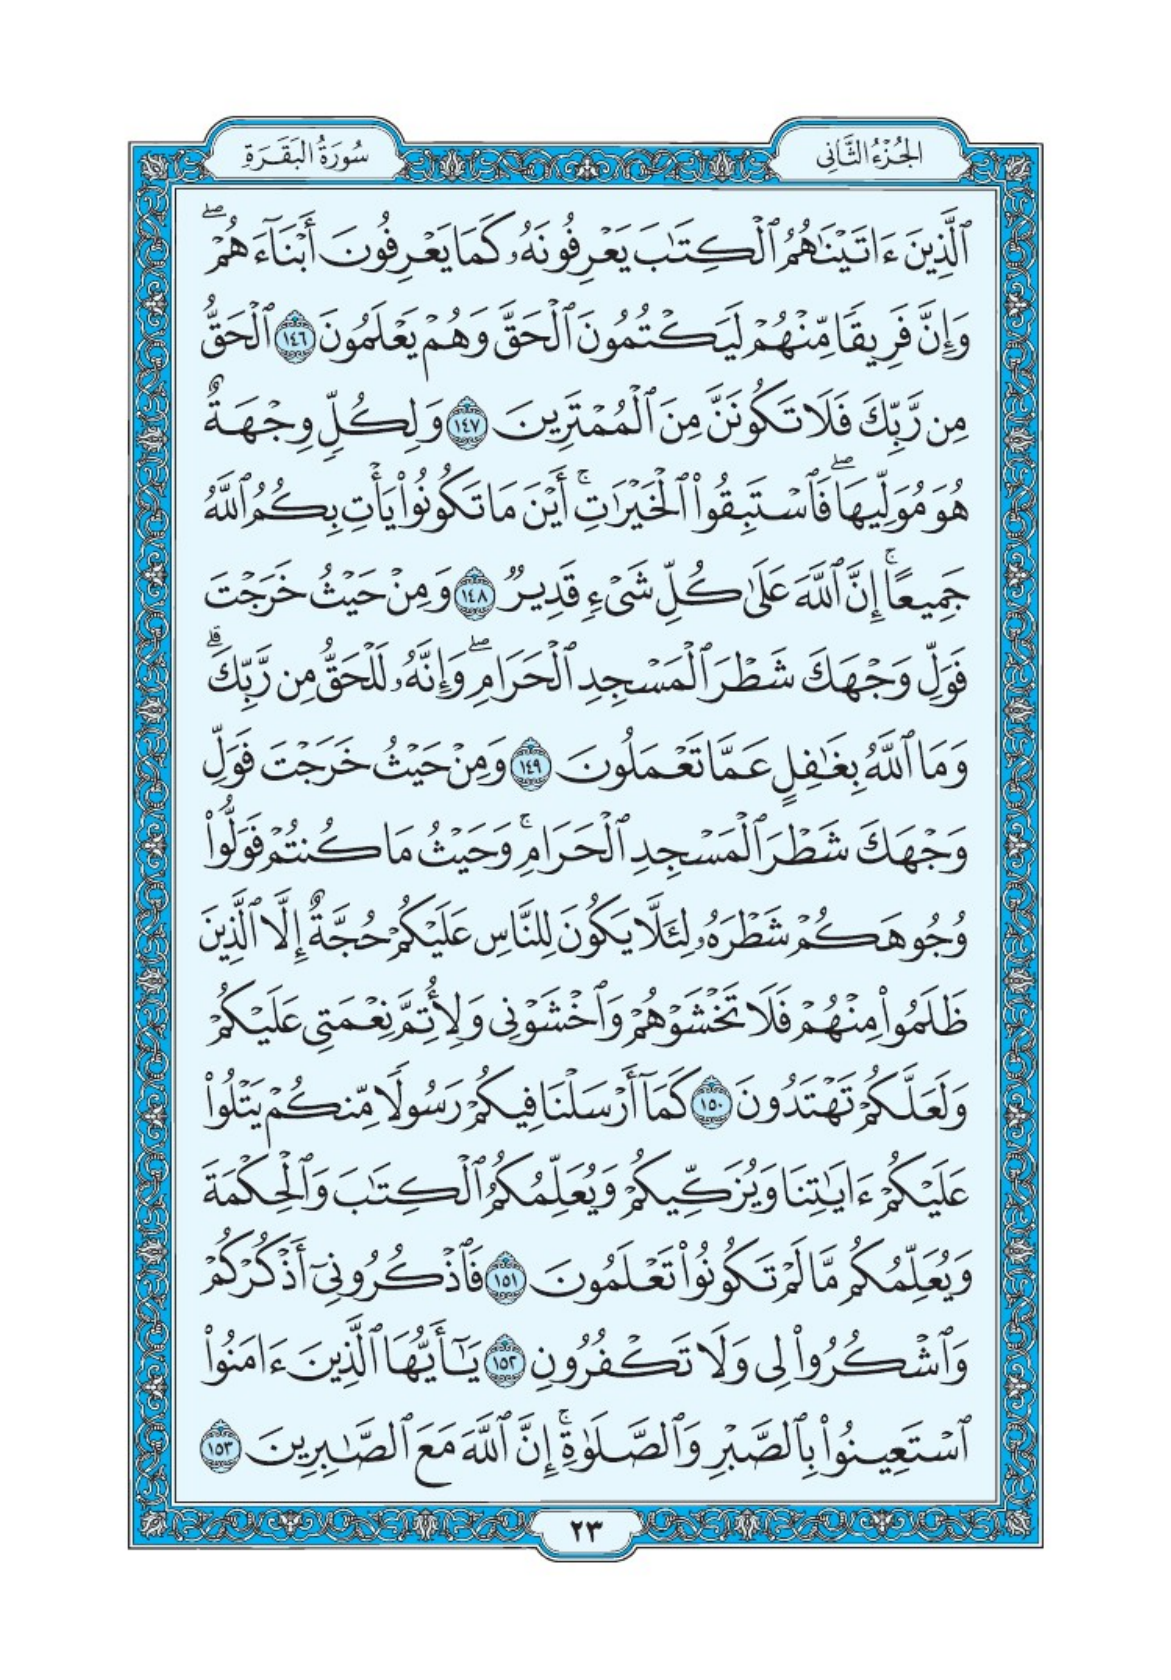 الجُزْءُ الثَّانِي
سُورَةُ البَقَرَةِ
ٱلَّذِينَ ءَاتَيْنَٰهُمُ ٱلْكِتَٰبَ يَعْرِفُونَهُۥ كَمَا يَعْرِفُونَ أَبْنَآءَهُمْۖ
وَإِنَّ فَرِيقًا مِّنْهُمْ لَيَكْتُمُونَ ٱلْحَقَّ وَهُمْ يَعْلَمُونَ ١٤٦ ٱلْحَقُّ
مِن رَّبِّكَ فَلَا تَكُونَنَّ مِنَ ٱلْمُمْتَرِينَ ١٤٧ وَلِكُلٍّ وِجْهَةٌ
هُوَ مُوَلِّيهَاۖ فَٱسْتَبِقُوا۟ ٱلْخَيْرَٰتِۚ أَيْنَ مَا تَكُونُوا۟ يَأْتِ بِكُمُ ٱللَّهُ
جَمِيعًاۚ إِنَّ ٱللَّهَ عَلَىٰ كُلِّ شَىْءٍ قَدِيرٌ ١٤٨ وَمِنْ حَيْثُ خَرَجْتَ
فَوَلِّ وَجْهَكَ شَطْرَ ٱلْمَسْجِدِ ٱلْحَرَامِۖ وَإِنَّهُۥ لَلْحَقُّ مِن رَّبِّكَۗ
وَمَا ٱللَّهُ بِغَٰفِلٍ عَمَّا تَعْمَلُونَ ١٤٩ وَمِنْ حَيْثُ خَرَجْتَ فَوَلِّ
وَجْهَكَ شَطْرَ ٱلْمَسْجِدِ ٱلْحَرَامِۚ وَحَيْثُ مَا كُنتُمْ فَوَلُّوا۟
وُجُوهَكُمْ شَطْرَهُۥ لِئَلَّا يَكُونَ لِلنَّاسِ عَلَيْكُمْ حُجَّةٌ إِلَّا ٱلَّذِينَ
ظَلَمُوا۟ مِنْهُمْ فَلَا تَخْشَوْهُمْ وَٱخْشَوْنِى وَلِأُتِمَّ نِعْمَتِى عَلَيْكُمْ
وَلَعَلَّكُمْ تَهْتَدُونَ ١٥٠ كَمَآ أَرْسَلْنَا فِيكُمْ رَسُولًا مِّنكُمْ يَتْلُوا۟
عَلَيْكُمْ ءَايَٰتِنَا وَيُزَكِّيكُمْ وَيُعَلِّمُكُمُ ٱلْكِتَٰبَ وَٱلْحِكْمَةَ
وَيُعَلِّمُكُم مَّا لَمْ تَكُونُوا۟ تَعْلَمُونَ ١٥١ فَٱذْكُرُونِىٓ أَذْكُرْكُمْ
وَٱشْكُرُوا۟ لِى وَلَا تَكْفُرُونِ ١٥٢ يَٰٓأَيُّهَا ٱلَّذِينَ ءَامَنُوا۟
ٱسْتَعِينُوا۟ بِٱلصَّبْرِ وَٱلصَّلَوٰةِۚ إِنَّ ٱللَّهَ مَعَ ٱلصَّٰبِرِينَ ١٥٣
٢٣